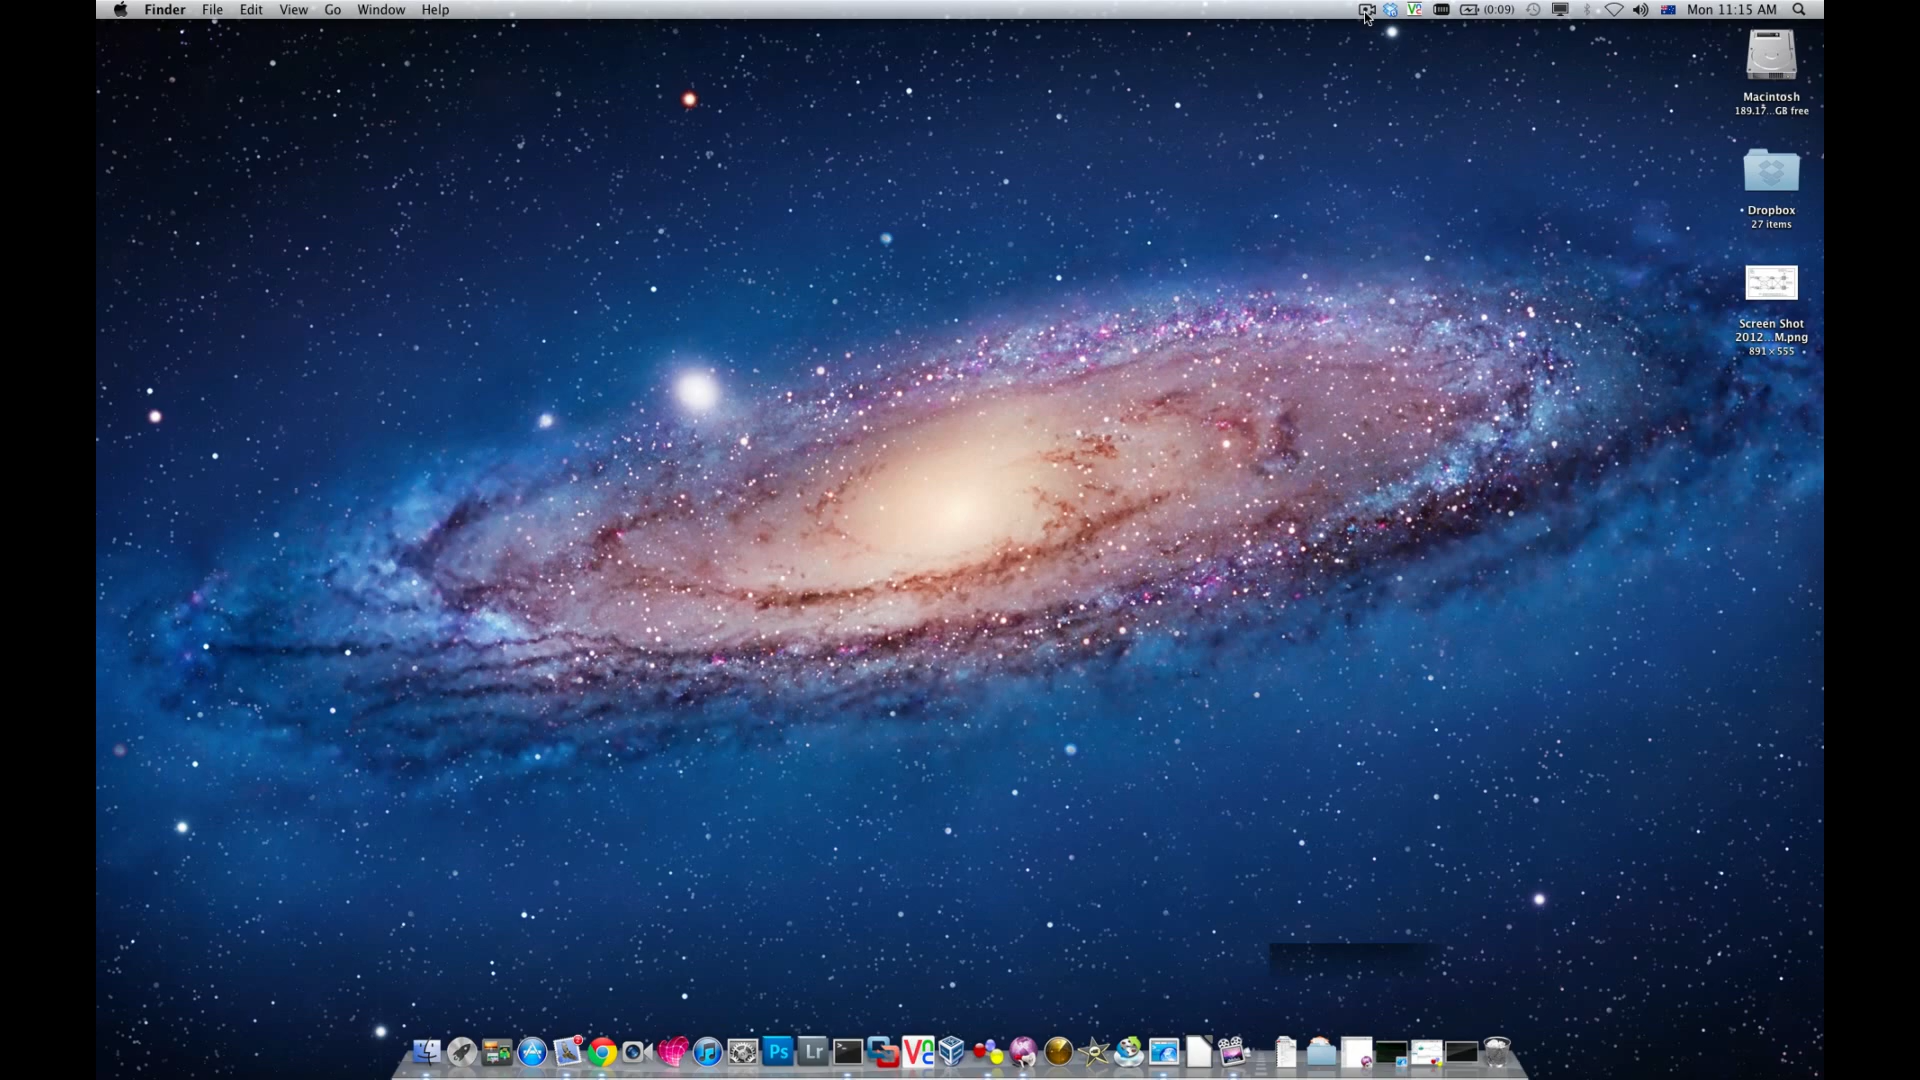 Finder File Edit View Go Window Help (0:09) Mon 11:15 AM
Macintosh
189.17...GB free
Dropbox
27 items
Screen Shot
2012...M.png
891×555
Ps Lr